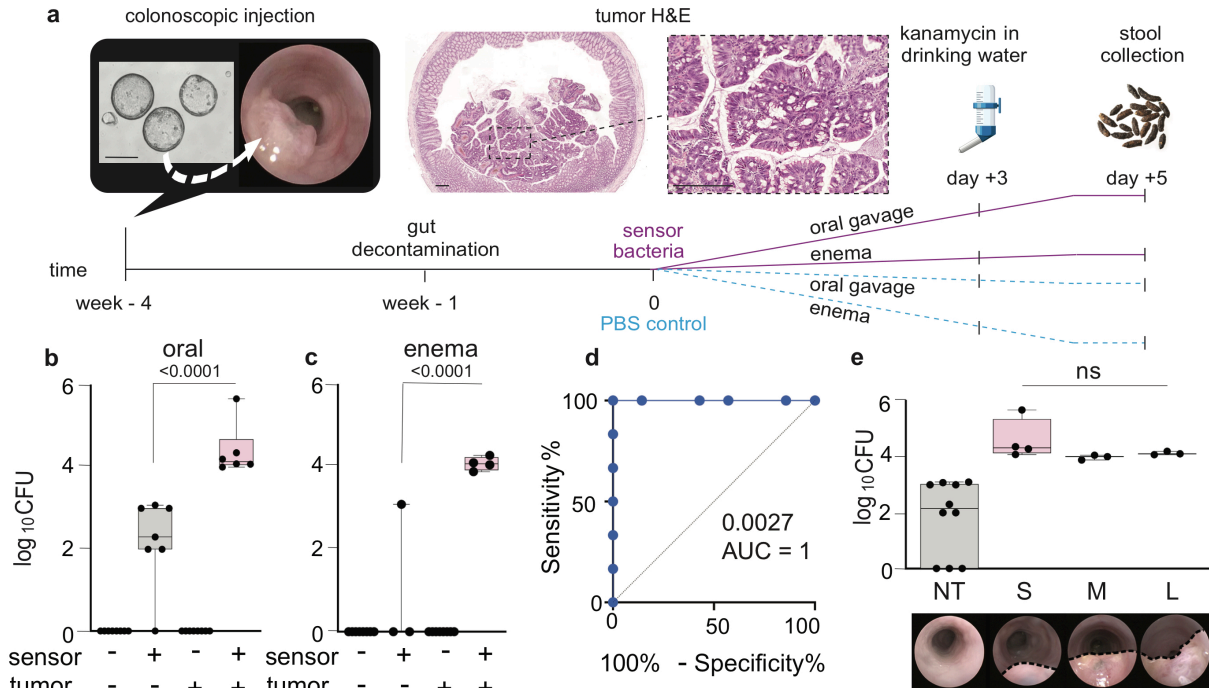 a
colonoscopic injection
tumor H&E
kanamycin in
drinking water
stool
collection
day +3
day +5
oral gavage
enema
oral gavage
enema
gut
decontamination
sensor
bacteria
time
week - 4
week - 1
0
PBS control
b
oral
<0.0001
6
4
2
0
log10CFU
sensor - + - +
tumor - - + +
c
enema
<0.0001
6
4
2
0
sensor - + - +
tumor - - + +
d
100
50
0
Sensitivity %
0.0027
AUC = 1
0 50 100
100% - Specificity%
e
ns
6
4
2
0
log10CFU
NT S M L